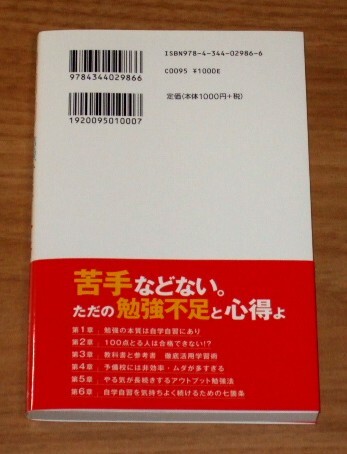 ISBN978-4-344-02986-6
C0095 ¥1000E
定価(本体1000円+税)
9784344029866
1920095010007
苦手などない。
ただの勉強不足と心得よ
第1章 勉強の本質は自学自習にあり
第2章 100点とる人は合格できない!?
第3章 教科書と参考書 徹底活用学習術
第4章 予備校には非効率・ムダが多すぎる
第5章 やる気が長続きするアウトプット勉強法
第6章 自学自習を気持ちよく続けるための七箇条